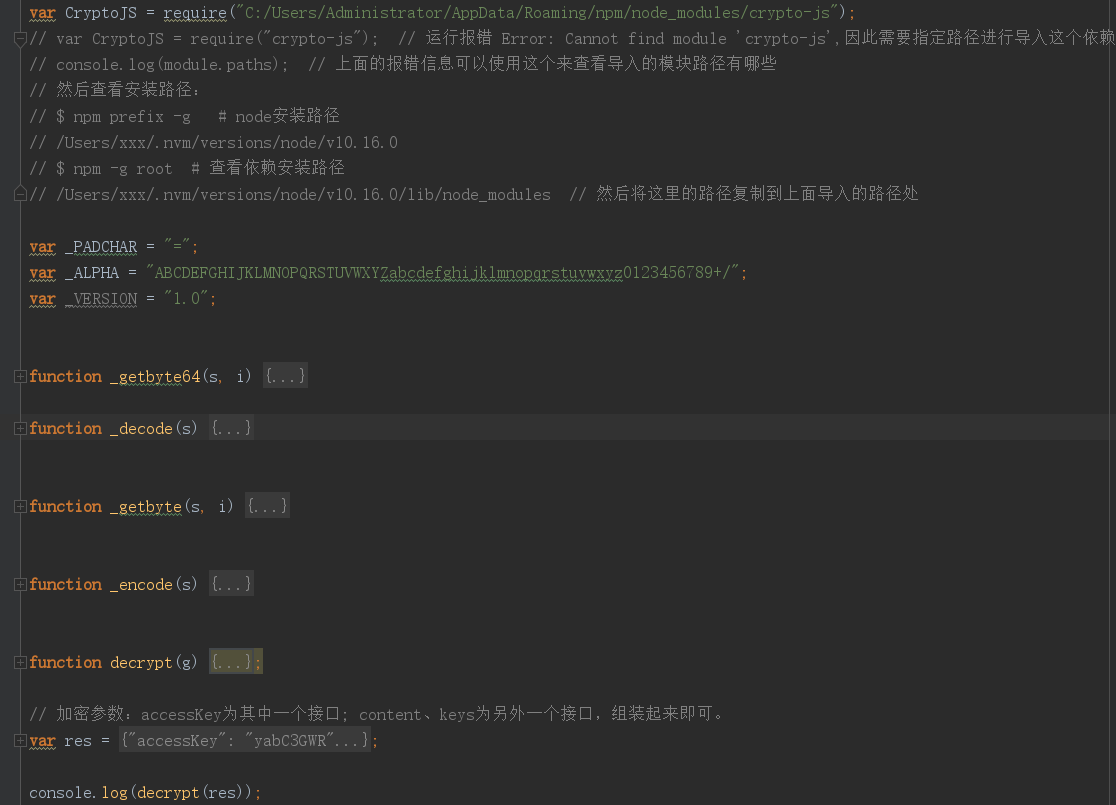 var CryptoJS = require("C:/Users/Administrator/AppData/Roaming/npm/node_modules/crypto-js");
// var CryptoJS = require("crypto-js");  // 运行报错 Error: Cannot find module 'crypto-js',因此需要指定路径进行导入这个依赖
// console.log(module.paths);  // 上面的报错信息可以使用这个来查看导入的模块路径有哪些
// 然后查看安装路径：
// $ npm prefix -g   # node安装路径
// /Users/xxx/.nvm/versions/node/v10.16.0
// $ npm -g root  # 查看依赖安装路径
// /Users/xxx/.nvm/versions/node/v10.16.0/lib/node_modules  // 然后将这里的路径复制到上面导入的路径处
var _PADCHAR = "=";
var _ALPHA = "ABCDEFGHIJKLMNOPQRSTUVWXYZabcdefghijklmnopqrstuvwxyz0123456789+/";
var _VERSION = "1.0";
function _getbyte64(s, i) {...}
function _decode(s) {...}
function _getbyte(s, i) {...}
function _encode(s) {...}
function decrypt(g) {...};
// 加密参数：accessKey为其中一个接口; content、keys为另外一个接口，组装起来即可。
var res = {"accessKey": "yabC3GWR"...};
console.log(decrypt(res));